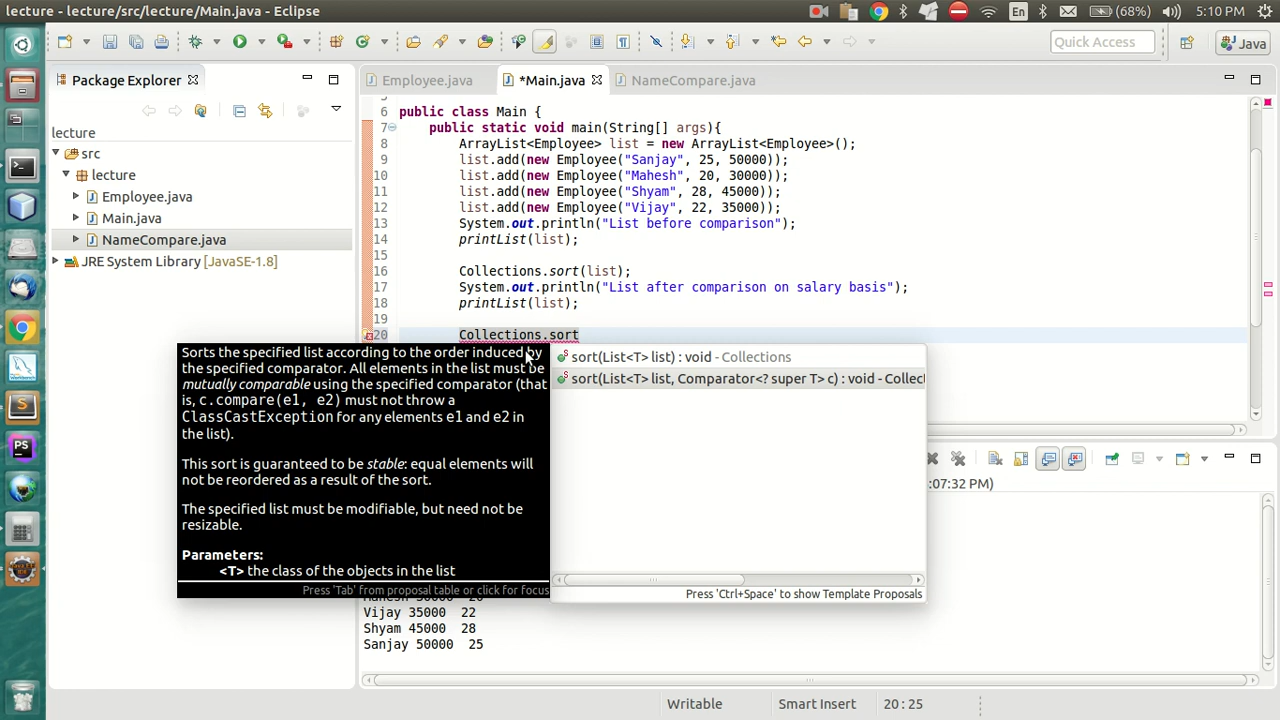 lecture - lecture/src/lecture/Main.java - Eclipse
En
(68%)
5:10 PM
Quick Access
Java
Package Explorer
Employee.java
*Main.java
NameCompare.java
lecture
src
lecture
Employee.java
Main.java
NameCompare.java
JRE System Library [JavaSE-1.8]
6 public class Main {
7 public static void main(String[] args){
8 ArrayList<Employee> list = new ArrayList<Employee>();
9 list.add(new Employee("Sanjay", 25, 50000));
10 list.add(new Employee("Mahesh", 20, 30000));
11 list.add(new Employee("Shyam", 28, 45000));
12 list.add(new Employee("Vijay", 22, 35000));
13 System.out.println("List before comparison");
14 printList(list);
15
16 Collections.sort(list);
17 System.out.println("List after comparison on salary basis");
18 printList(list);
19
20 Collections.sort
Sorts the specified list according to the order induced by
the specified comparator. All elements in the list must be
mutually comparable using the specified comparator (that
is, c.compare(e1, e2) must not throw a
ClassCastException for any elements e1 and e2 in
the list).
This sort is guaranteed to be stable: equal elements will
not be reordered as a result of the sort.
The specified list must be modifiable, but need not be
resizable.
Parameters:
<T> the class of the objects in the list
Press 'Tab' from proposal table or click for focus
sort(List<T> list) : void - Collections
sort(List<T> list, Comparator<? super T> c) : void - Collec
Press 'Ctrl+Space' to show Template Proposals
:07:32 PM)
Vijay 35000 22
Shyam 45000 28
Sanjay 50000 25
Writable
Smart Insert
20 : 25